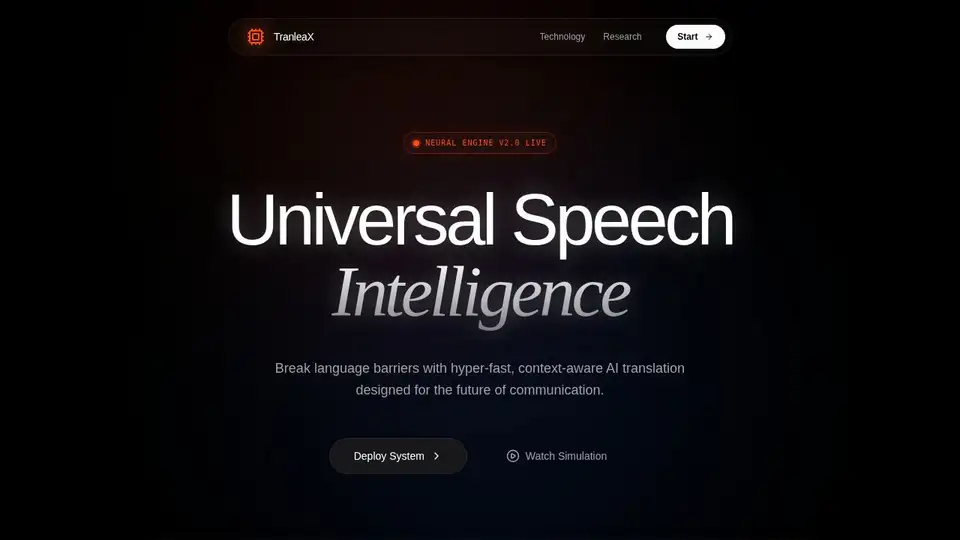 TranleaX
Technology
Research
Start
NEURAL ENGINE V2.0 LIVE
Universal Speech
Intelligence
Break language barriers with hyper-fast, context-aware AI translation
designed for the future of communication.
Deploy System
Watch Simulation